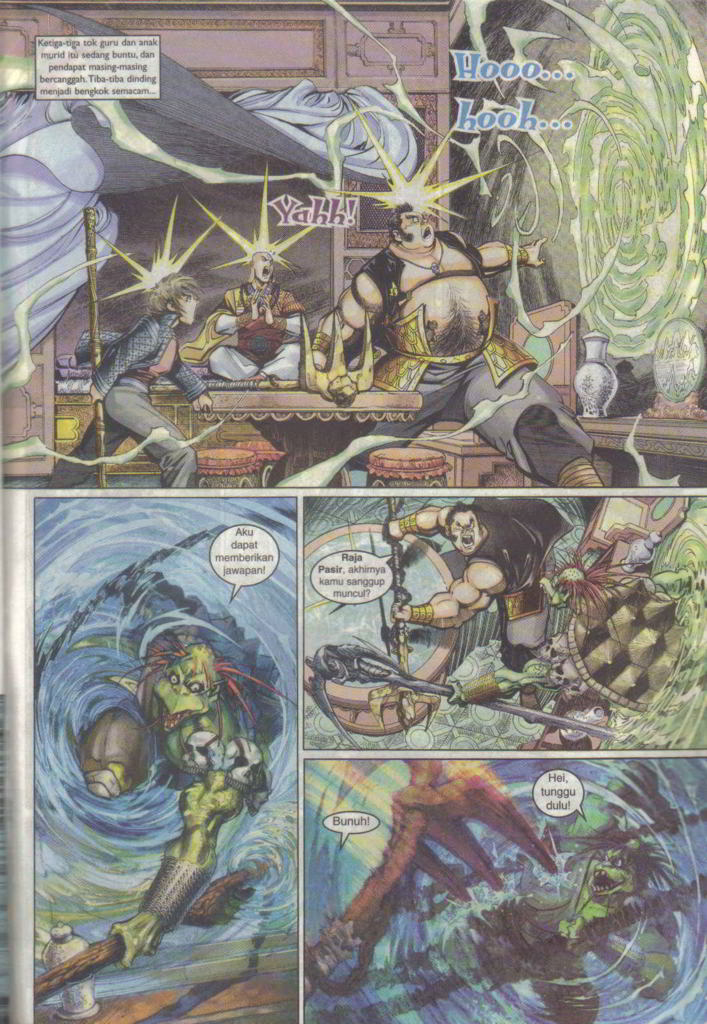 Ketiga-tiga tok guru dan anak
murid itu sedang buntu, dan
pendapat masing-masing
bercanggah. Tiba-tiba dinding
menjadi bengkok semacam...
Hooo...
hooh...
Yahh!
Aku
dapat
memberikan
jawapan!
Raja
Pasir, akhirnya
kamu sanggup
muncul?
Hei,
tunggu
dulu!
Bunuh!